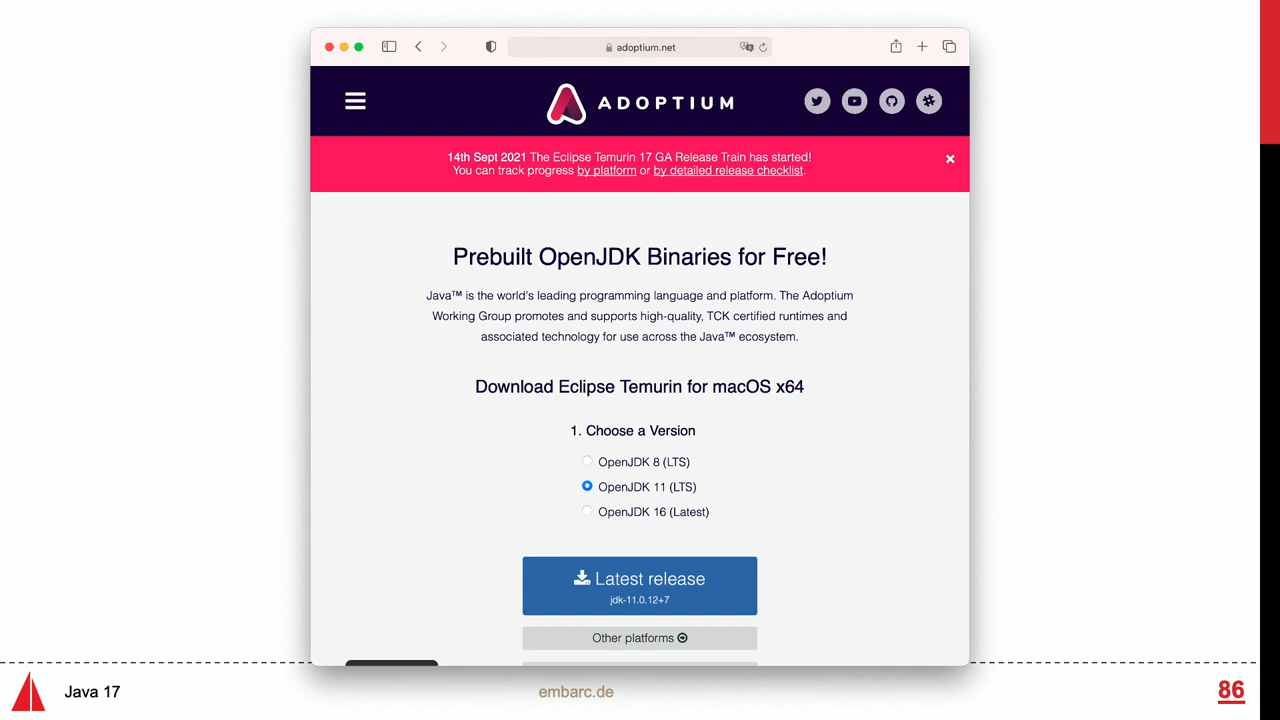 adoptium.net
ADOPTIUM
14th Sept 2021 The Eclipse Temurin 17 GA Release Train has started!
You can track progress by platform or by detailed release checklist.
Prebuilt OpenJDK Binaries for Free!
Java™ is the world's leading programming language and platform. The Adoptium
Working Group promotes and supports high-quality, TCK certified runtimes and
associated technology for use across the Java™ ecosystem.
Download Eclipse Temurin for macOS x64
1. Choose a Version
OpenJDK 8 (LTS)
OpenJDK 11 (LTS)
OpenJDK 16 (Latest)
Latest release
jdk-11.0.12+7
Other platforms
Java 17
embarc.de
86